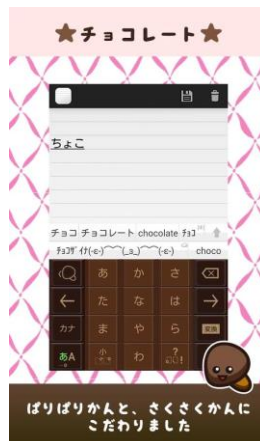 ★チョコレート★
ちょこ
チョコ チョコレート chocolate ﾁｮｺ
choco
あ か さ
← た な は →
カナ ま や ら 変換
あA 小 わ ?!
ぱりぱりかんと、さくさくかんに
こだわりました